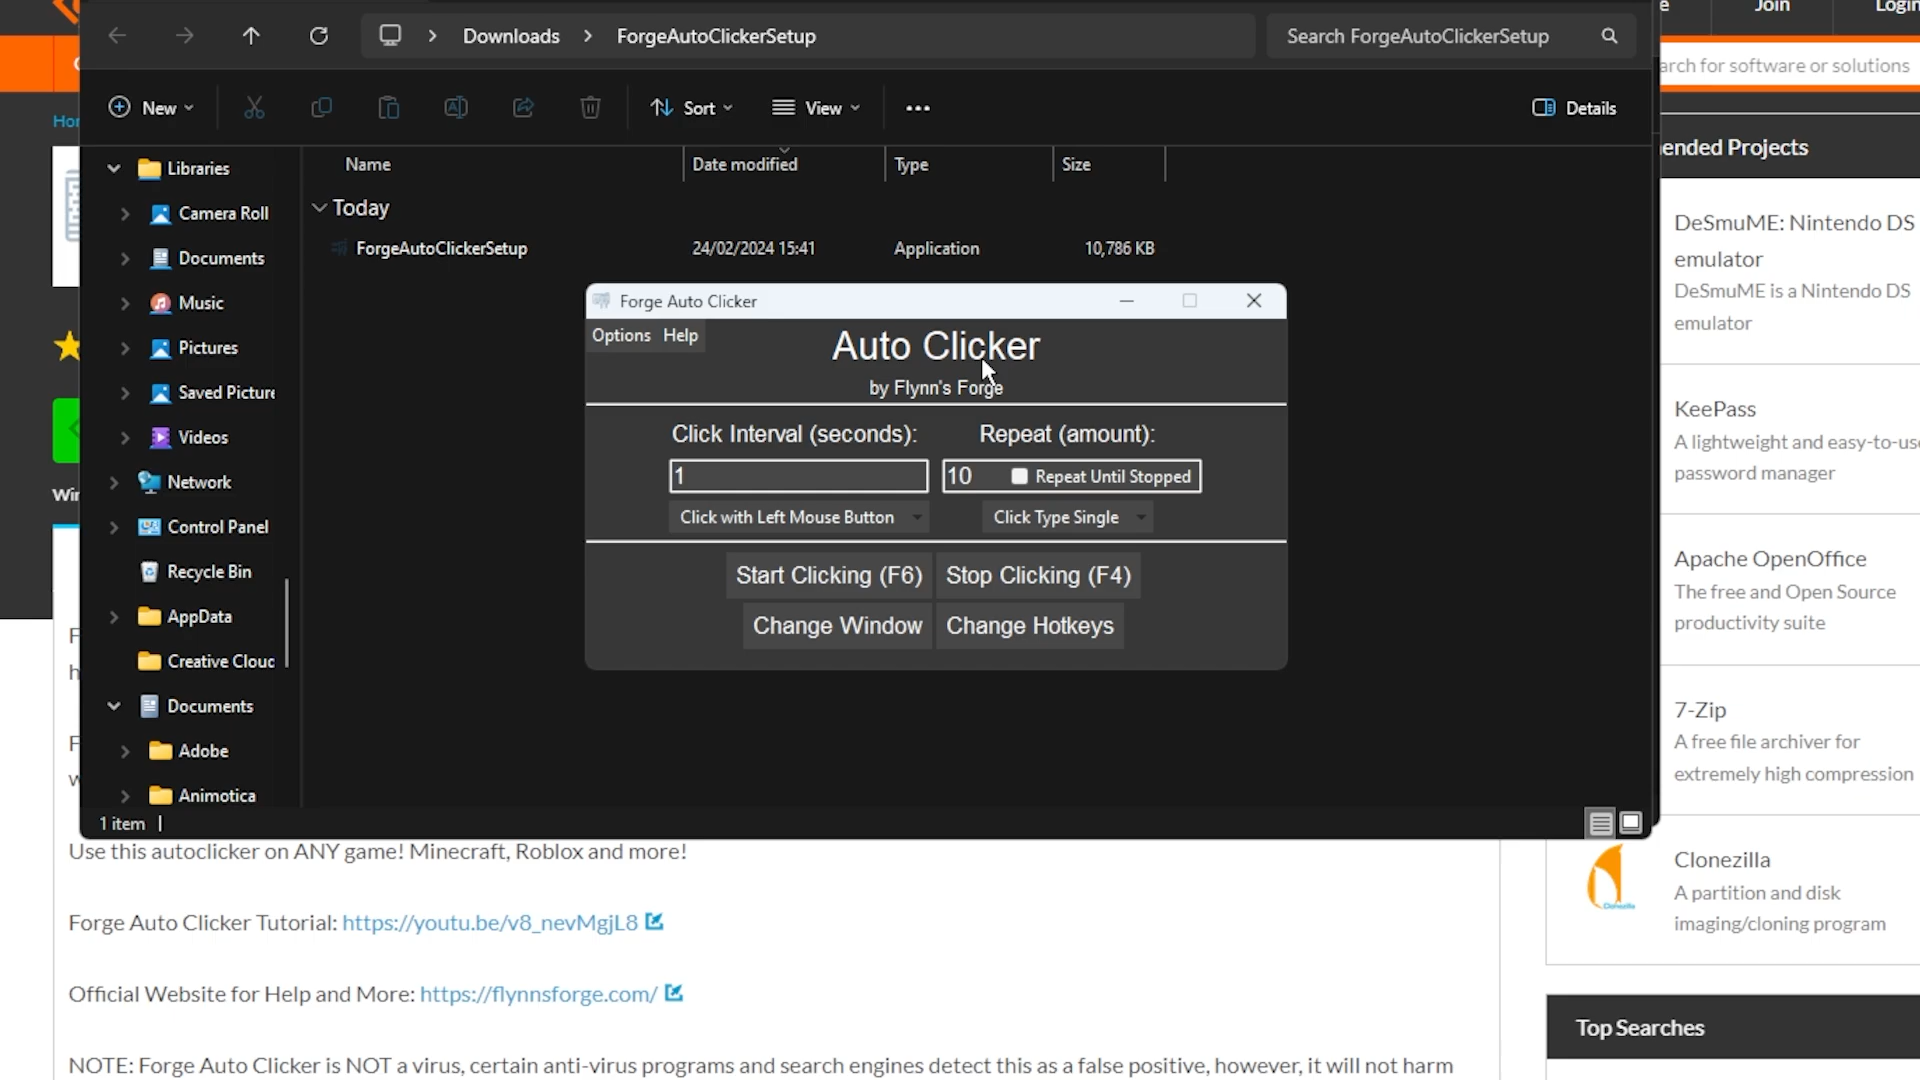 Join
Login
Downloads
ForgeAutoClickerSetup
Search ForgeAutoClickerSetup
arch for software or solutions
New
Sort
View
Details
Hor
ended Projects
Libraries
Camera Roll
Documents
Music
Pictures
Saved Picture
Videos
Network
Control Panel
Recycle Bin
AppData
Creative Cloud
Documents
Adobe
Animotica
Name
Date modified
Type
Size
Today
ForgeAutoClickerSetup
24/02/2024 15:41
Application
10,786 KB
Forge Auto Clicker
Options Help
Auto Clicker
by Flynn's Forge
Click Interval (seconds):
Repeat (amount):
1
10
Repeat Until Stopped
Click with Left Mouse Button
Click Type Single
Start Clicking (F6)
Stop Clicking (F4)
Change Window
Change Hotkeys
1 item
Win
DeSmuME: Nintendo DS
emulator
DeSmuME is a Nintendo DS
emulator
KeePass
A lightweight and easy-to-use
password manager
Apache OpenOffice
The free and Open Source
productivity suite
7-Zip
A free file archiver for
extremely high compression
Clonezilla
Clonezilla
A partition and disk
imaging/cloning program
Top Searches
Use this autoclicker on ANY game! Minecraft, Roblox and more!
Forge Auto Clicker Tutorial: https://youtu.be/v8_nevMgjL8
Official Website for Help and More: https://flynnsforge.com/
NOTE: Forge Auto Clicker is NOT a virus, certain anti-virus programs and search engines detect this as a false positive, however, it will not harm